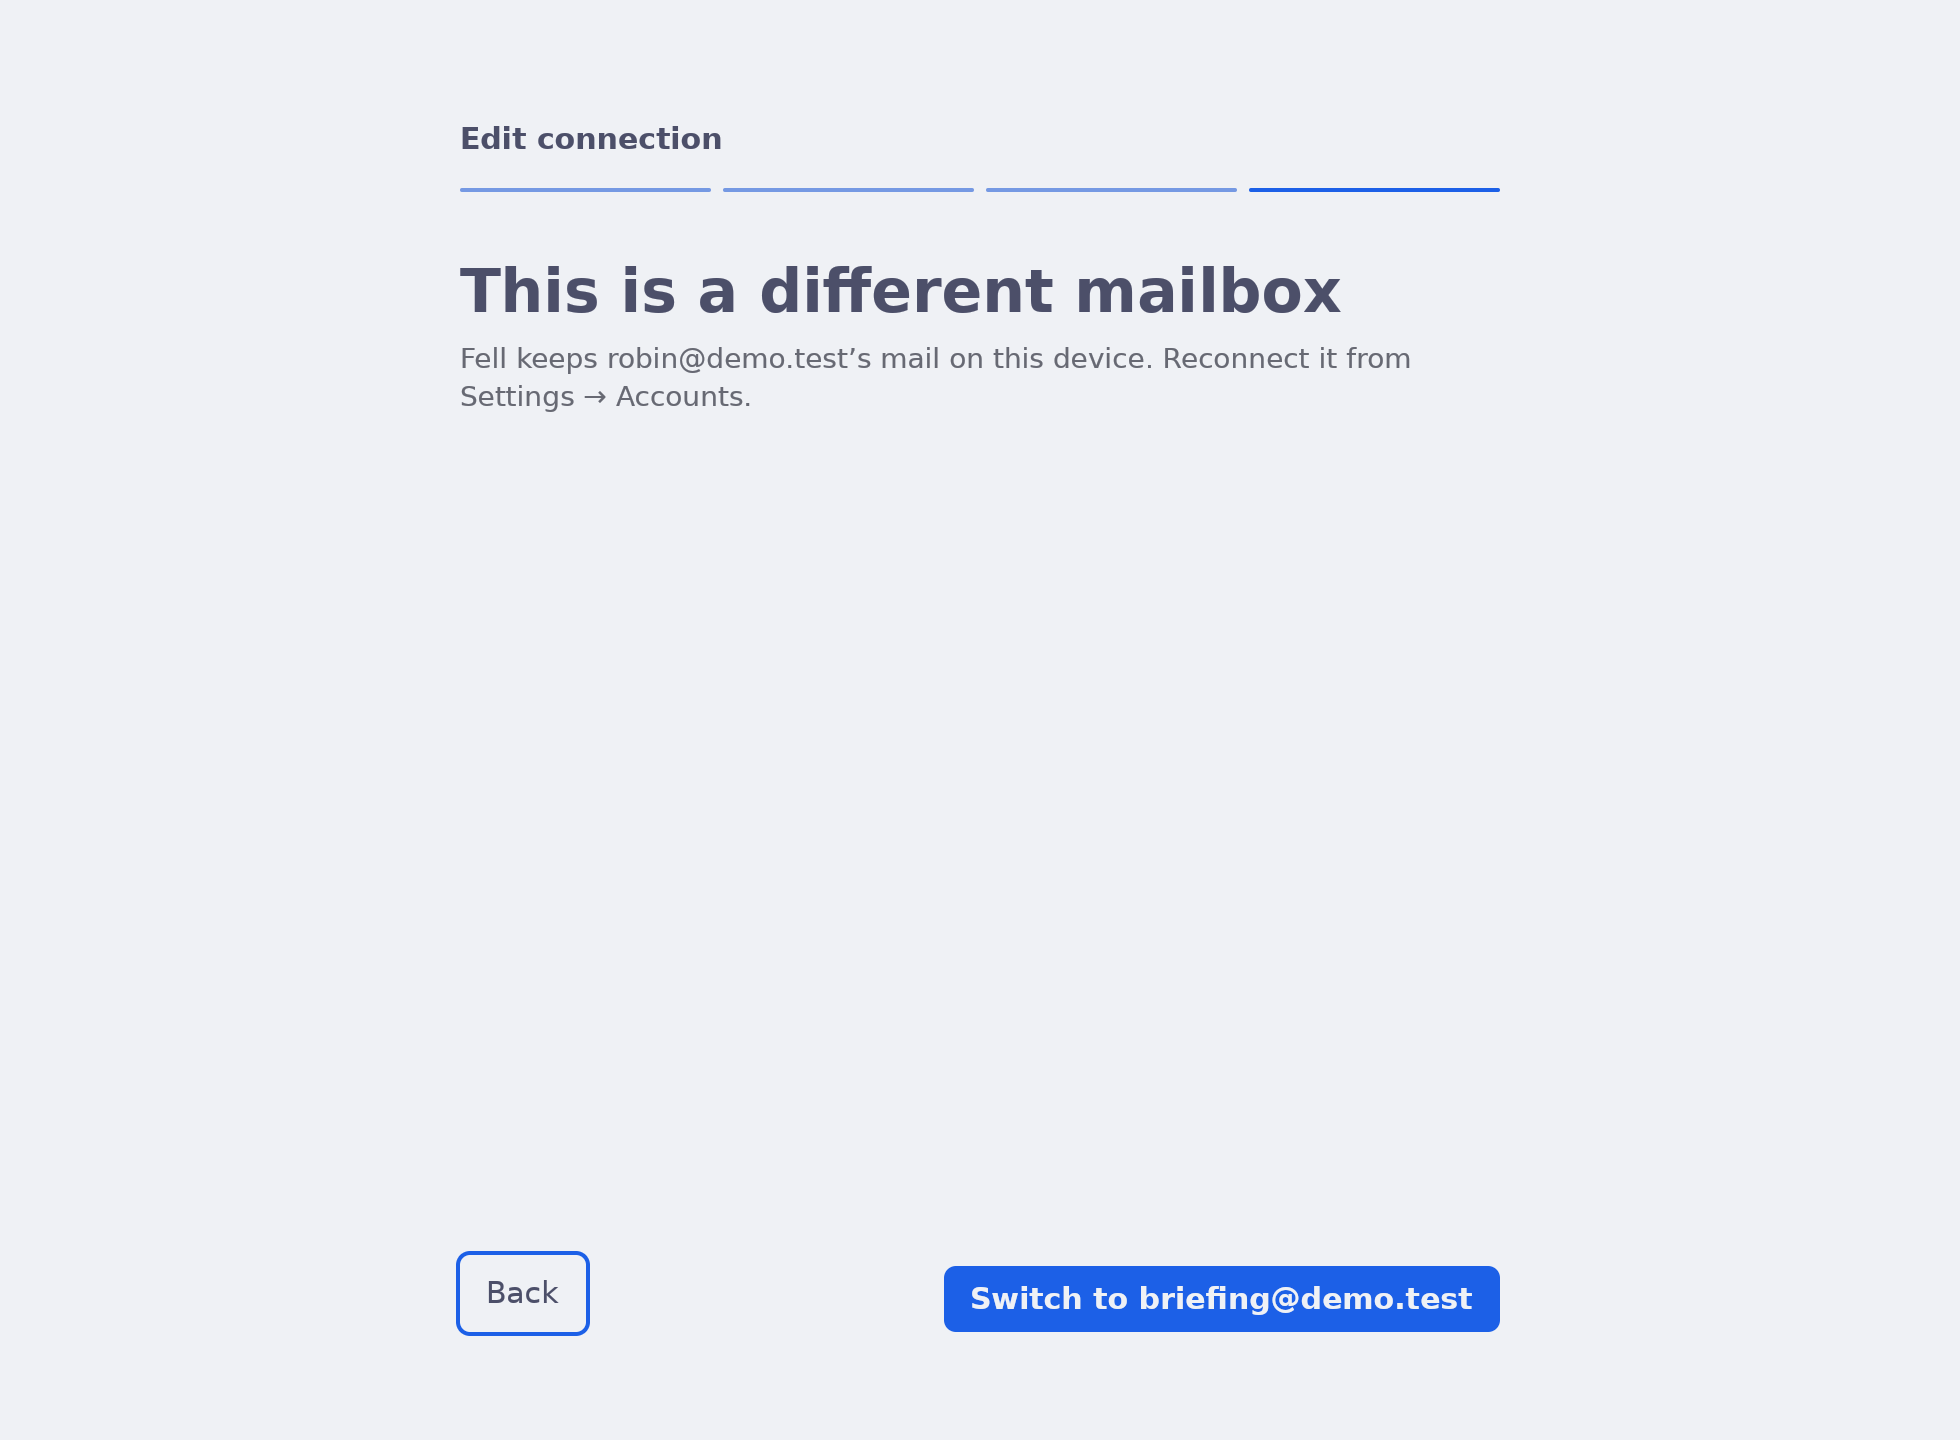 Edit connection
This is a different mailbox
Fell keeps robin@demo.test’s mail on this device. Reconnect it from
Settings → Accounts.
Back
Switch to briefing@demo.test